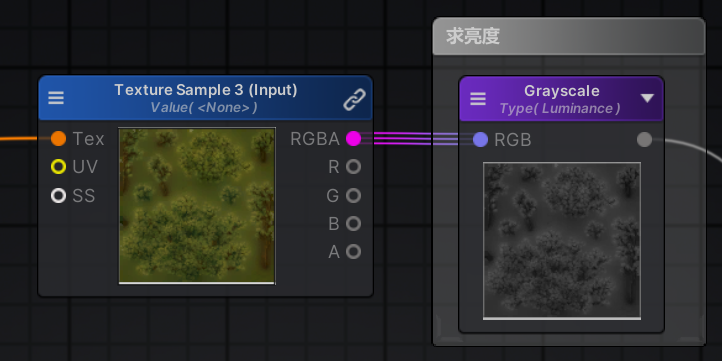 求亮度
Texture Sample 3 (Input)
Value( <None> )
Tex
UV
SS
RGBA
R
G
B
A
Grayscale
Type( Luminance )
RGB